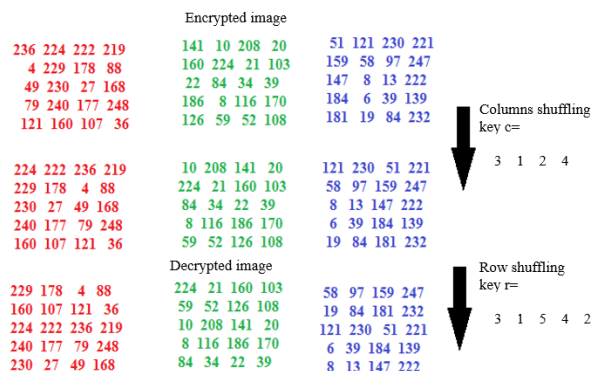 Encrypted image
236 224 222 219
4 229 178 88
49 230 27 168
79 240 177 248
121 160 107 36
141 10 208 20
160 224 21 103
22 84 34 39
186 8 116 170
126 59 52 108
51 121 230 221
159 58 97 247
147 8 13 222
184 6 39 139
181 19 84 232
Columns shuffling
key c=
3 1 2 4
224 222 236 219
229 178 4 88
230 27 49 168
240 177 79 248
160 107 121 36
10 208 141 20
224 21 160 103
84 34 22 39
8 116 186 170
59 52 126 108
121 230 51 221
58 97 159 247
8 13 147 222
6 39 184 139
19 84 181 232
Decrypted image
229 178 4 88
160 107 121 36
224 222 236 219
240 177 79 248
230 27 49 168
224 21 160 103
59 52 126 108
10 208 141 20
8 116 186 170
84 34 22 39
58 97 159 247
19 84 181 232
121 230 51 221
6 39 184 139
8 13 147 222
Row shuffling
key r=
3 1 5 4 2